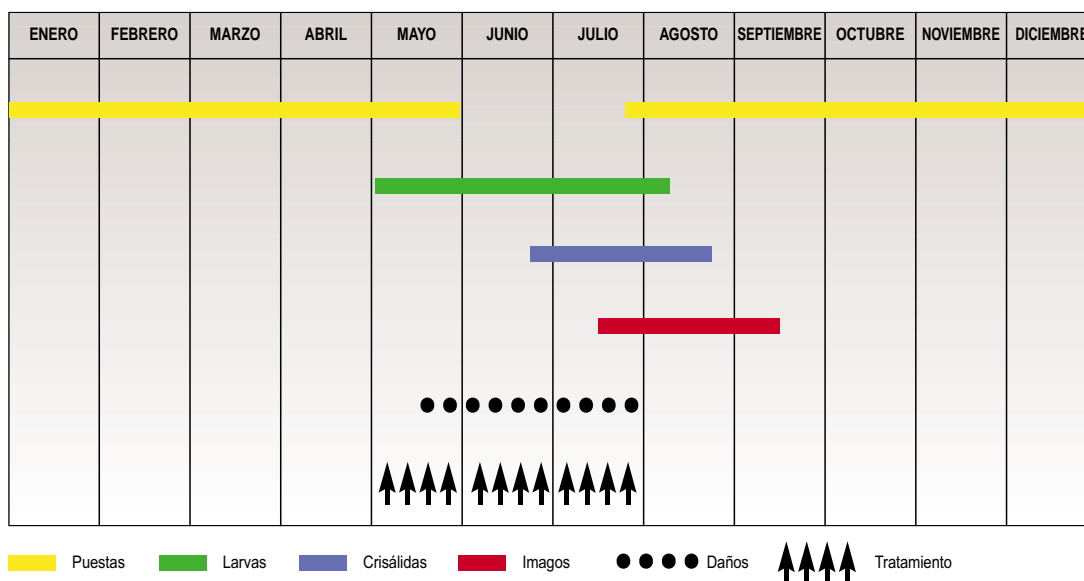 ENERO FEBRERO MARZO ABRIL MAYO JUNIO JULIO AGOSTO SEPTIEMBRE OCTUBRE NOVIEMBRE DICIEMBRE
Puestas Larvas Crisálidas Imagos Daños Tratamiento